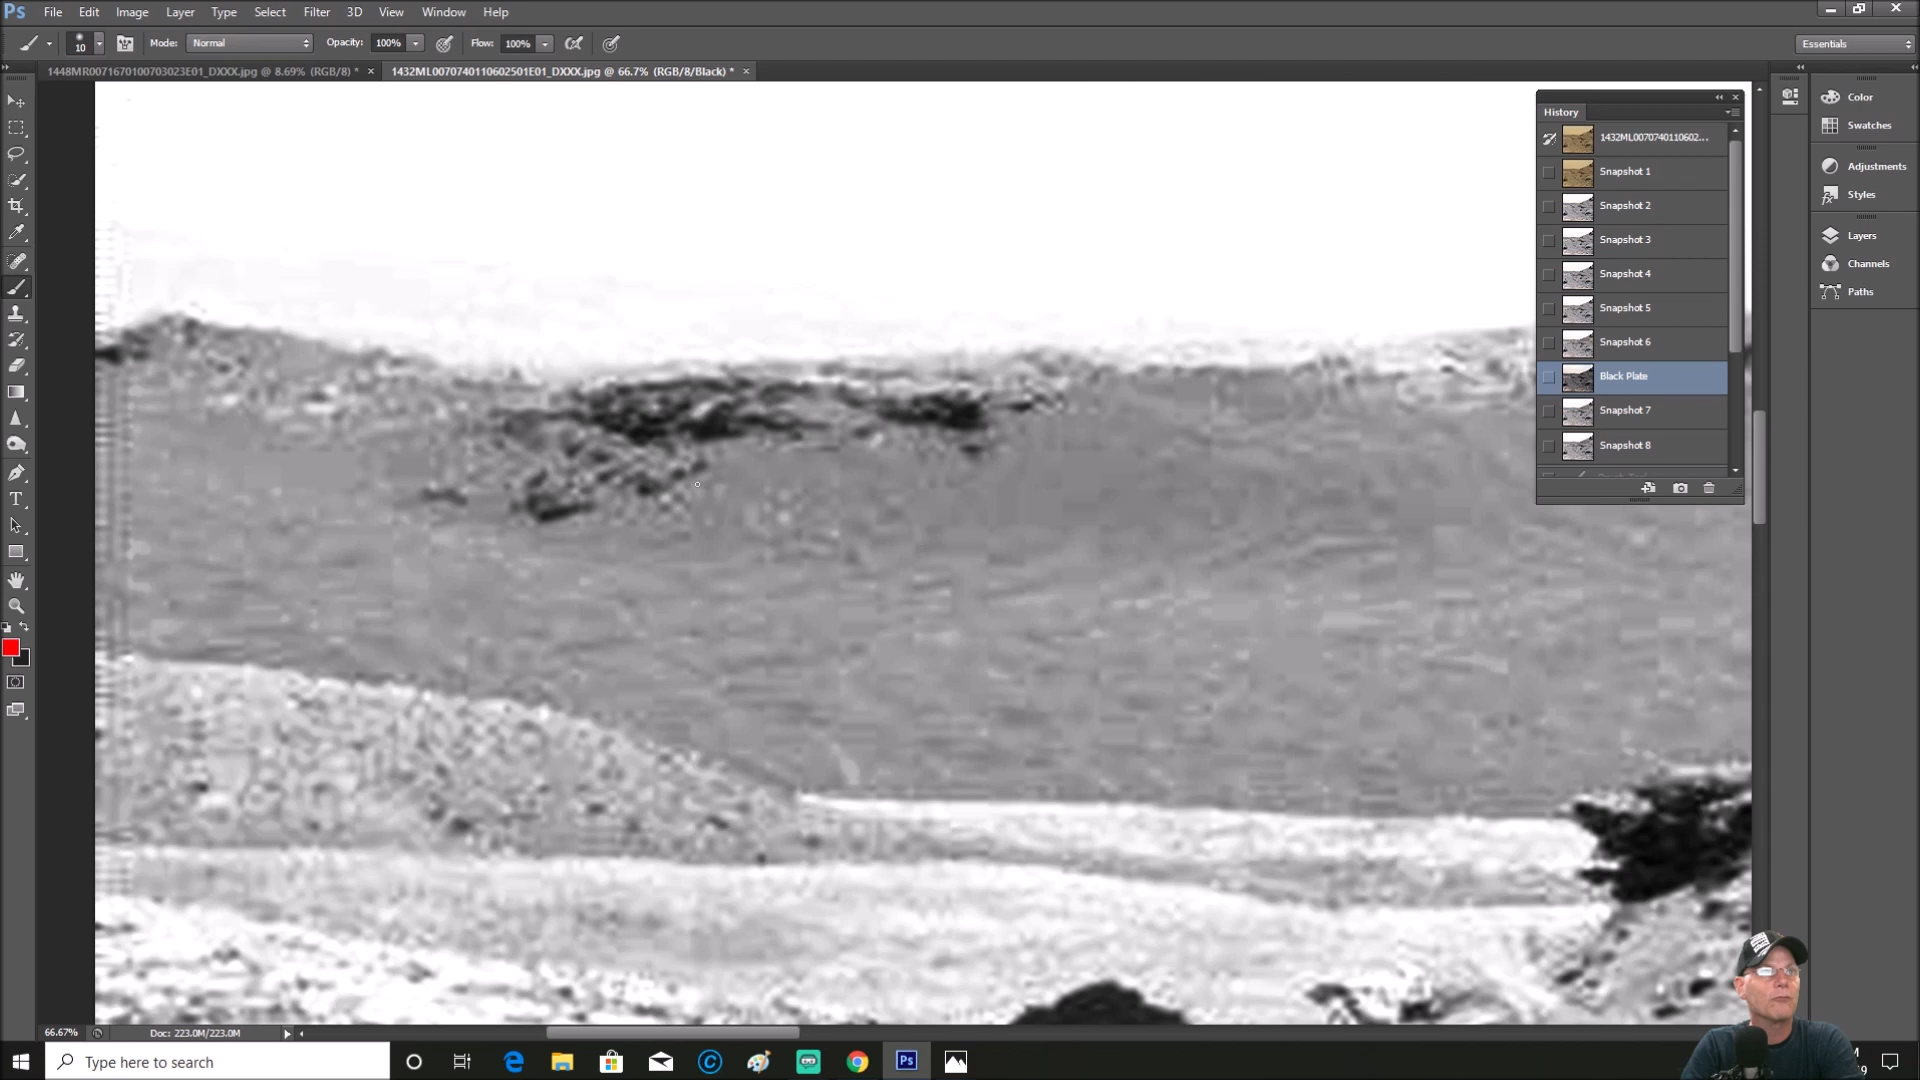 Ps File Edit Image Layer Type Select Filter 3D View Window Help
10 Mode: Normal Opacity: 100% Flow: 100% Essentials
1448MR0071670100703023E01_DXXX.jpg @ 8.69% (RGB/8) * × 1432ML0070740110602501E01_DXXX.jpg @ 66.7% (RGB/8/Black) * ×
History
1432ML0070740110602...
Snapshot 1
Snapshot 2
Snapshot 3
Snapshot 4
Snapshot 5
Snapshot 6
Black Plate
Snapshot 7
Snapshot 8
Color
Swatches
Adjustments
Styles
Layers
Channels
Paths
66.67% Doc: 223.0M/223.0M
Type here to search
Ps